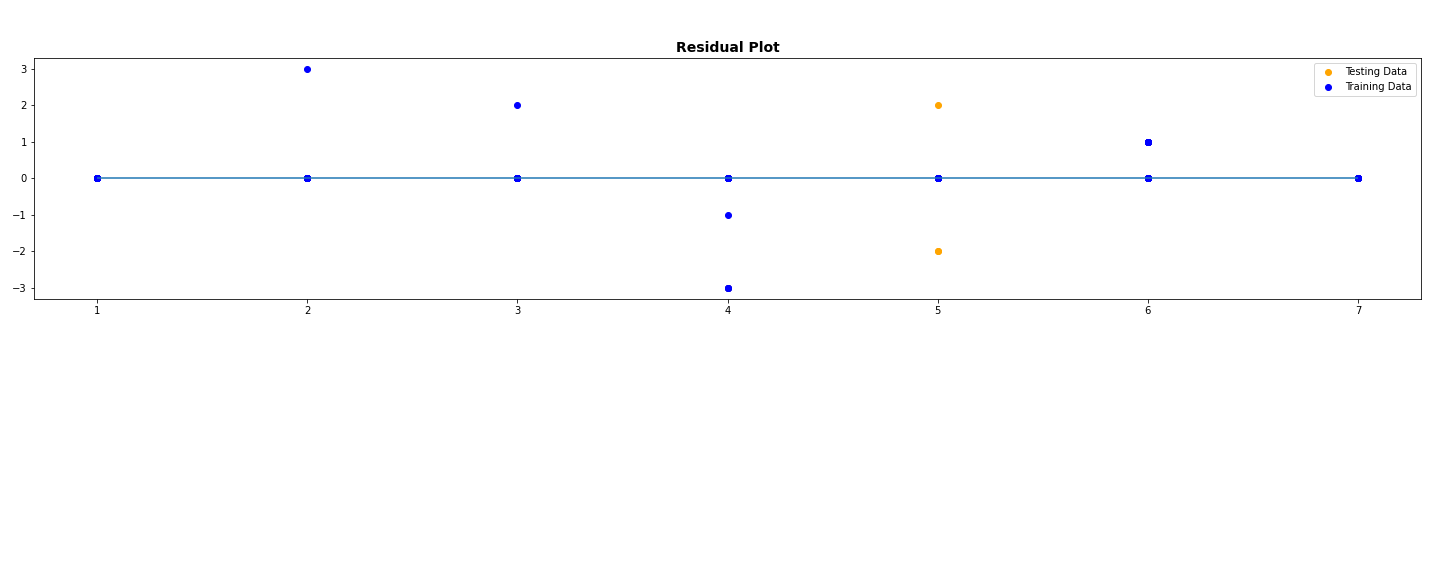 Residual Plot
Testing Data
Training Data
3
2
1
0
−1
−2
−3
1 2 3 4 5 6 7